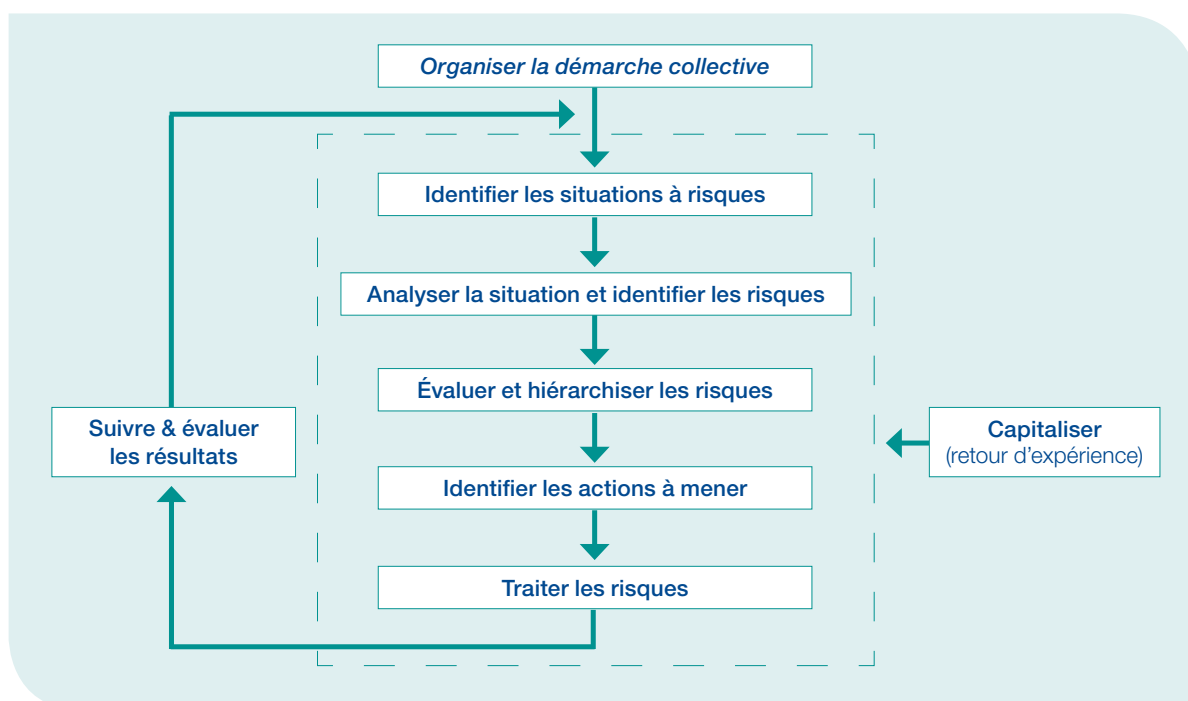 Organiser la démarche collective
Identifier les situations à risques
Analyser la situation et identifier les risques
Évaluer et hiérarchiser les risques
Suivre & évaluer
les résultats
Capitaliser
(retour d’expérience)
Identifier les actions à mener
Traiter les risques